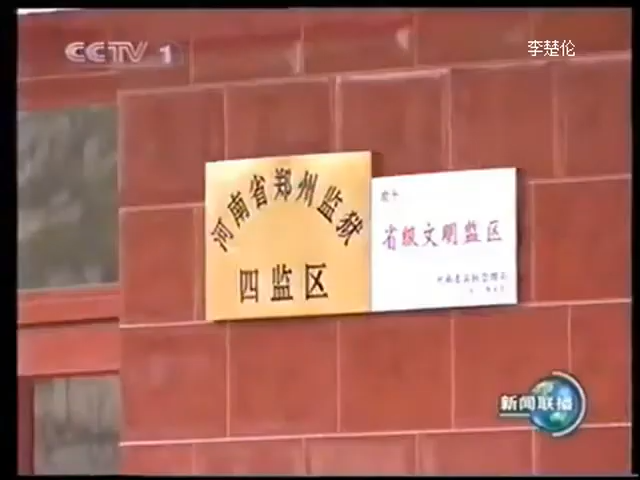 CCTV 1
李楚伦
河南省郑州监狱
四监区
省级文明监区
新闻联播